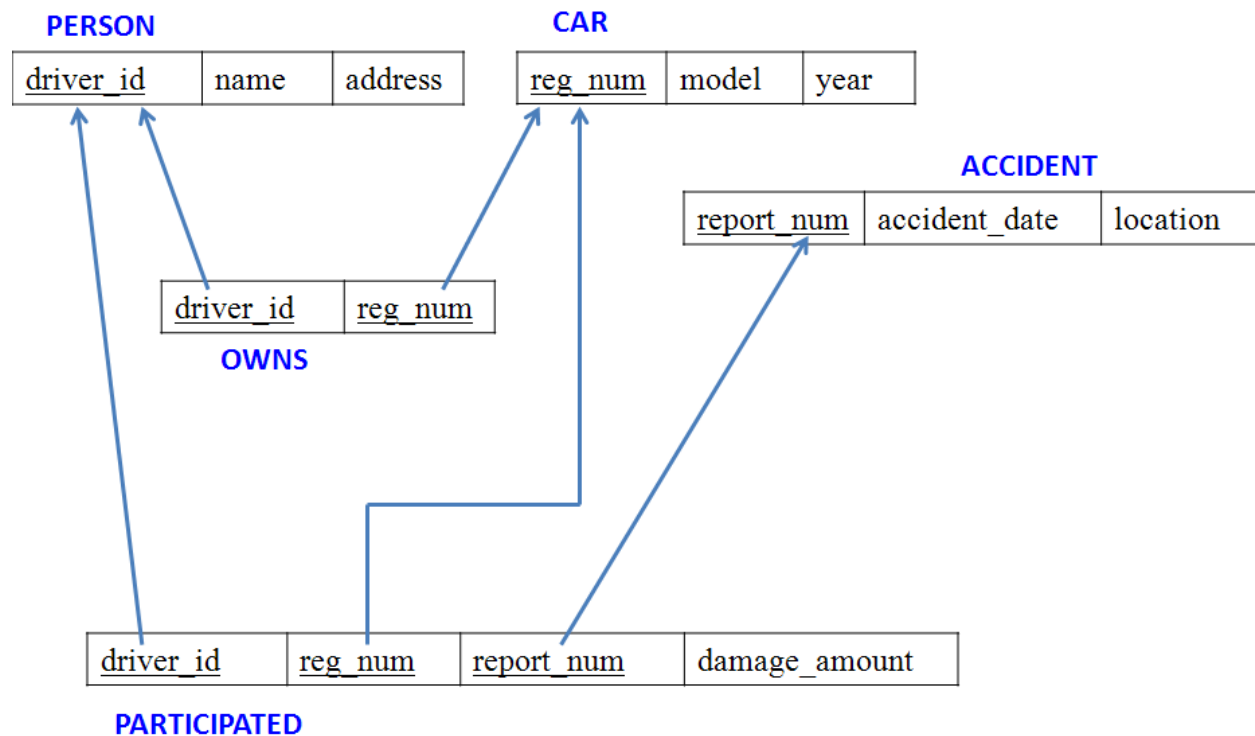 PERSON
driver_id name address
CAR
reg_num model year
ACCIDENT
report_num accident_date location
driver_id reg_num
OWNS
driver_id reg_num report_num damage_amount
PARTICIPATED